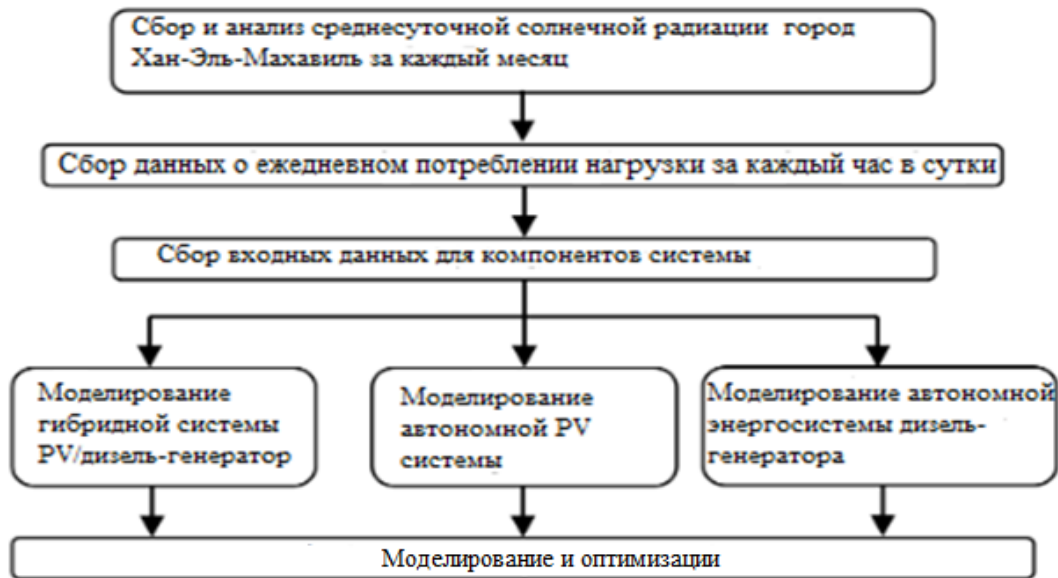 Сбор и анализ среднесуточной солнечной радиации город
Хан-Эль-Махавиль за каждый месяц
Сбор данных о ежедневном потреблении нагрузки за каждый час в сутки
Сбор входных данных для компонентов системы
Моделирование
гибридной системы
PV/дизель-генератор
Моделирование
автономной PV
системы
Моделирование автономной
энергосистемы дизель-
генератора
Моделирование и оптимизации